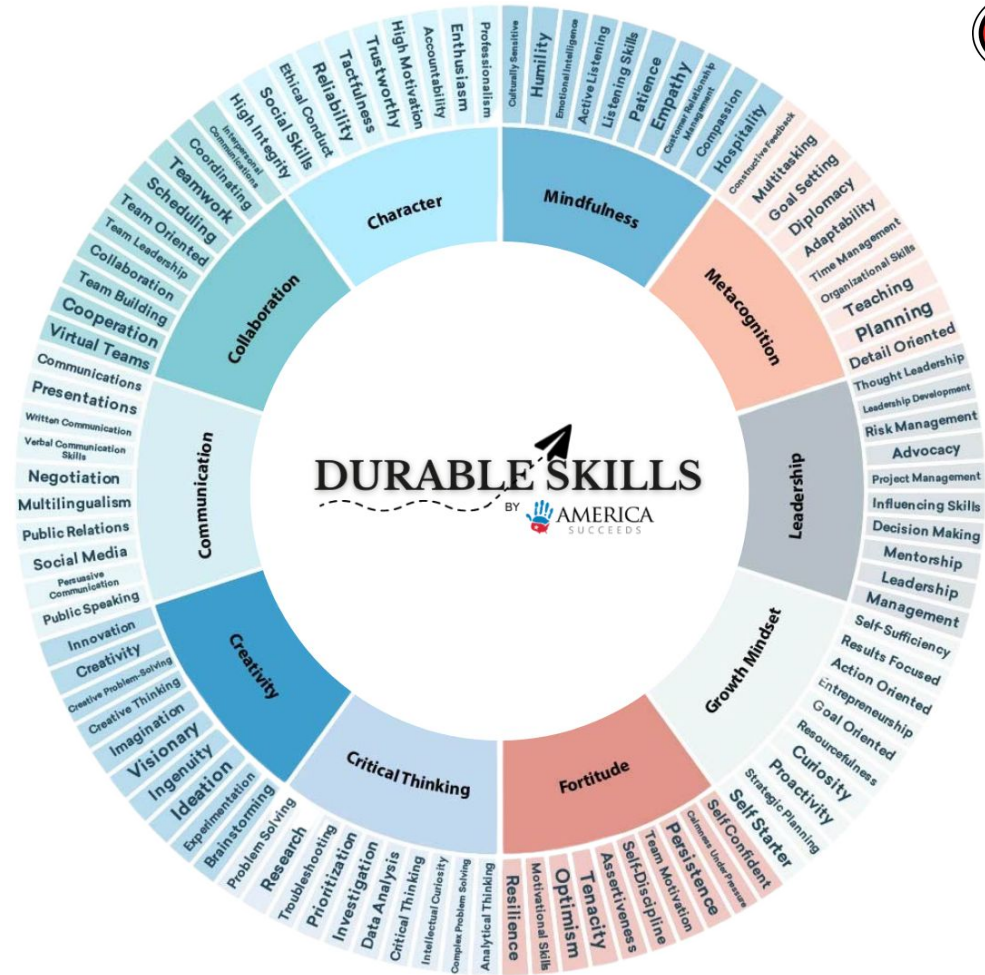 DURABLE SKILLS
BY AMERICA
SUCCEEDS
Mindfulness
Culturally Sensitive
Humility
Emotional Intelligence
Active Listening
Listening Skills
Patience
Empathy
Customer Relationship
Management
Compassion
Hospitality
Metacognition
Constructive Feedback
Multitasking
Goal Setting
Diplomacy
Adaptability
Time Management
Organizational Skills
Teaching
Planning
Detail Oriented
Leadership
Thought Leadership
Leadership Development
Risk Management
Advocacy
Project Management
Influencing Skills
Decision Making
Mentorship
Leadership
Management
Growth Mindset
Self-Sufficiency
Results Focused
Action Oriented
Entrepreneurship
Goal Oriented
Resourcefulness
Curiosity
Proactivity
Strategic Planning
Self Starter
Fortitude
Self Confident
Calmness Under Pressure
Persistence
Team Motivation
Self-Discipline
Assertiveness
Tenacity
Optimism
Motivational Skills
Resilience
Critical Thinking
Analytical Thinking
Complex Problem Solving
Intellectual Curiosity
Critical Thinking
Data Analysis
Investigation
Prioritization
Troubleshooting
Research
Problem Solving
Creativity
Brainstorming
Experimentation
Ideation
Ingenuity
Visionary
Imagination
Creative Thinking
Creative Problem-Solving
Creativity
Innovation
Communication
Public Speaking
Persuasive
Communication
Social Media
Public Relations
Multilingualism
Negotiation
Verbal Communication
Skills
Written Communication
Presentations
Communications
Collaboration
Virtual Teams
Cooperation
Team Building
Collaboration
Team Leadership
Team Oriented
Scheduling
Teamwork
Coordinating
Interpersonal
Communications
Character
High Integrity
Social Skills
Ethical Conduct
Reliability
Tactfulness
Trustworthy
High Motivation
Accountability
Enthusiasm
Professionalism